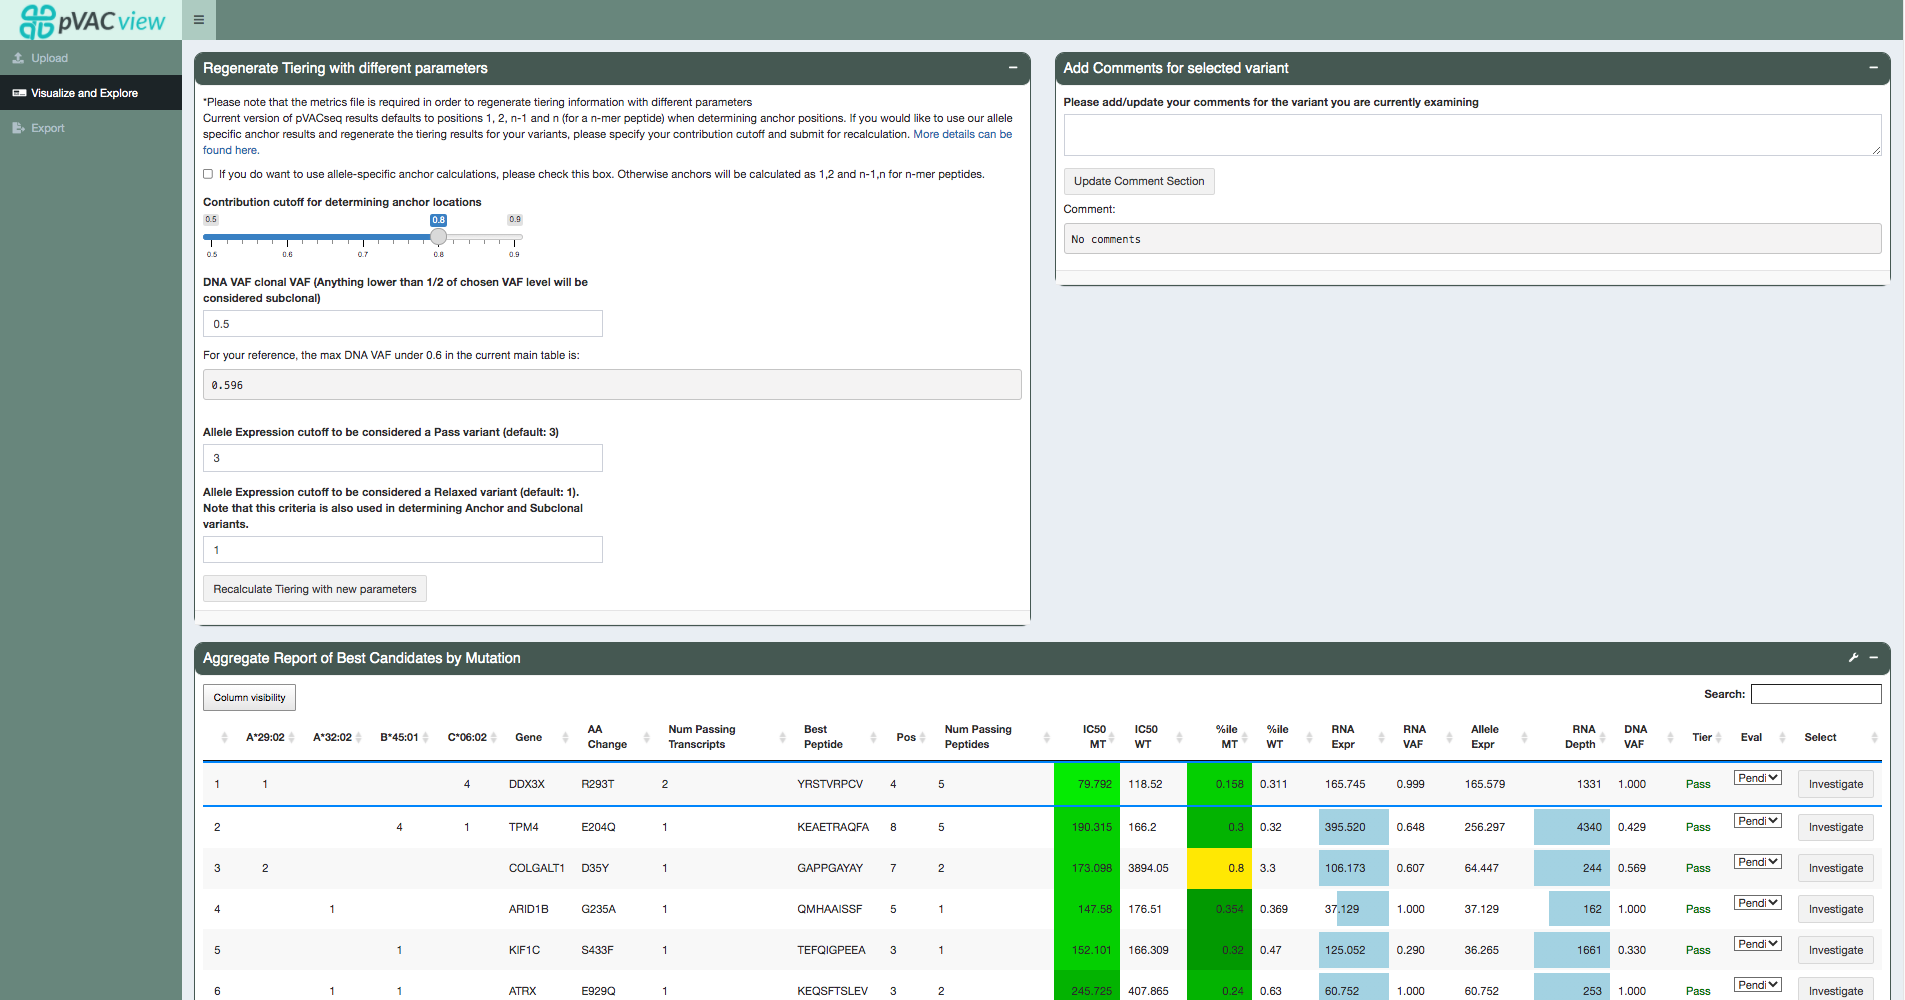 pVACview
Upload
Visualize and Explore
Export
Regenerate Tiering with different parameters
*Please note that the metrics file is required in order to regenerate tiering information with different parameters
Current version of pVACseq results defaults to positions 1, 2, n-1 and n (for a n-mer peptide) when determining anchor positions. If you would like to use our allele
specific anchor results and regenerate the tiering results for your variants, please specify your contribution cutoff and submit for recalculation. More details can be
found here.
If you do want to use allele-specific anchor calculations, please check this box. Otherwise anchors will be calculated as 1,2 and n-1,n for n-mer peptides.
Contribution cutoff for determining anchor locations
0.5 0.8 0.9
0.5 0.6 0.7 0.8 0.9
DNA VAF clonal VAF (Anything lower than 1/2 of chosen VAF level will be
considered subclonal)
0.5
For your reference, the max DNA VAF under 0.6 in the current main table is:
0.596
Allele Expression cutoff to be considered a Pass variant (default: 3)
3
Allele Expression cutoff to be considered a Relaxed variant (default: 1).
Note that this criteria is also used in determining Anchor and Subclonal
variants.
1
Recalculate Tiering with new parameters
Add Comments for selected variant
Please add/update your comments for the variant you are currently examining
Update Comment Section
Comment:
No comments
Aggregate Report of Best Candidates by Mutation
Column visibility
Search:
A*29:02 A*32:02 B*45:01 C*06:02 Gene AA Change Num Passing Transcripts Best Peptide Pos Num Passing Peptides IC50 MT IC50 WT %ile MT %ile WT RNA Expr RNA VAF Allele Expr RNA Depth DNA VAF Tier Eval Select
1 1 4 DDX3X R293T 2 YRSTVRPCV 4 5 79.792 118.52 0.158 0.311 165.745 0.999 165.579 1331 1.000 Pass Pendi Investigate
2 4 1 TPM4 E204Q 1 KEAETRAQFA 8 5 190.315 166.2 0.3 0.32 395.520 0.648 256.297 4340 0.429 Pass Pendi Investigate
3 2 COLGALT1 D35Y 1 GAPPGAYAY 7 2 173.098 3894.05 0.8 3.3 106.173 0.607 64.447 244 0.569 Pass Pendi Investigate
4 1 ARID1B G235A 1 QMHAAISSF 5 1 147.58 176.51 0.354 0.369 37.129 1.000 37.129 162 1.000 Pass Pendi Investigate
5 1 KIF1C S433F 1 TEFQIGPEEA 3 1 152.101 166.309 0.32 0.47 125.052 0.290 36.265 1661 0.330 Pass Pendi Investigate
6 1 1 ATRX E929Q 1 KEQSFTSLEV 3 2 245.725 407.865 0.24 0.63 60.752 1.000 60.752 253 1.000 Pass Pendi Investigate